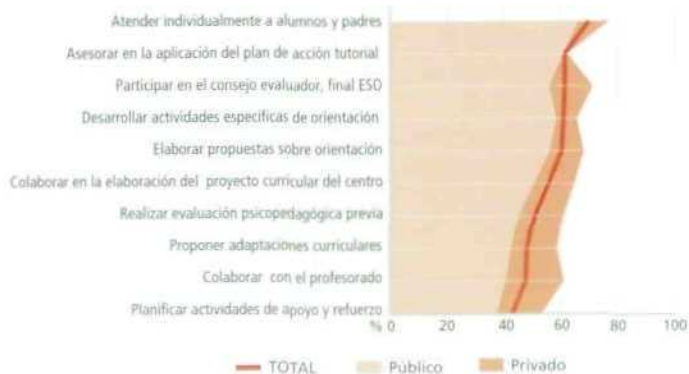 Atender individualmente a alumnos y padres
Asesorar en la aplicación del plan de acción tutorial
Participar en el consejo evaluador, final ESO
Desarrollar actividades específicas de orientación
Elaborar propuestas sobre orientación
Colaborar en la elaboración del proyecto curricular del centro
Realizar evaluación psicopedagógica previa
Proponer adaptaciones curriculares
Colaborar con el profesorado
Planificar actividades de apoyo y refuerzo
% 0 20 40 60 80 100
TOTAL Público Privado